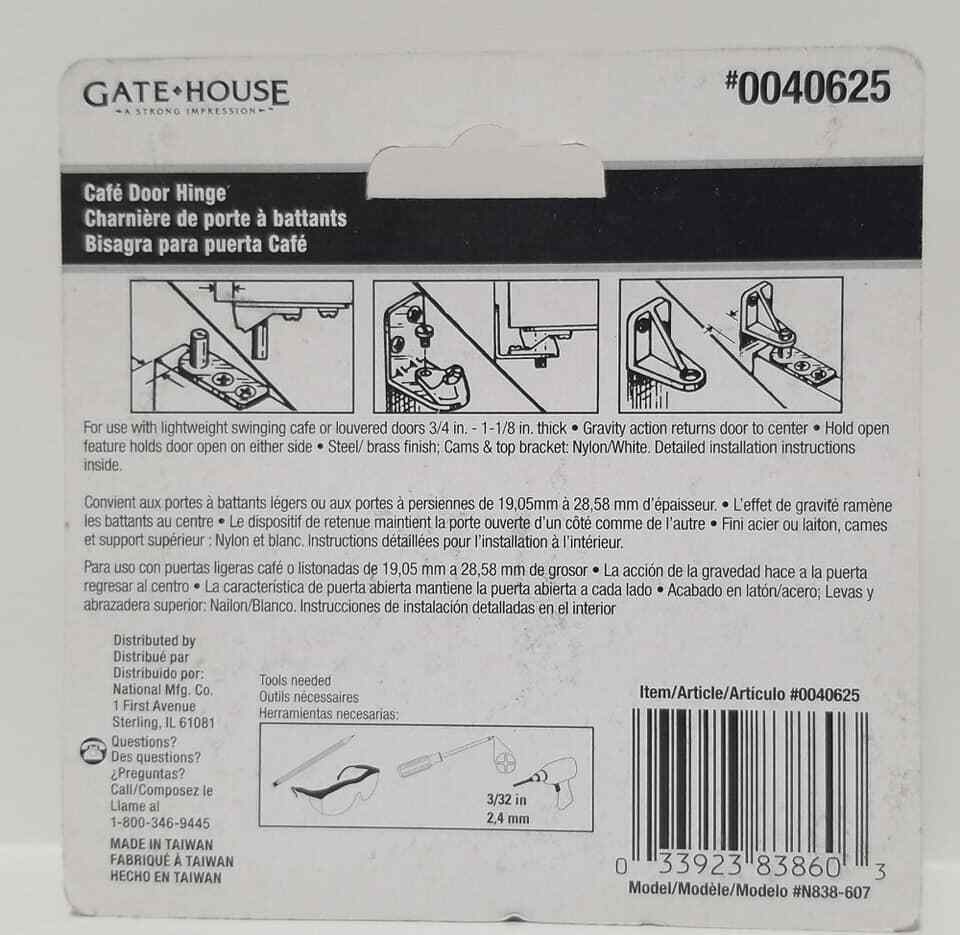 GATE•HOUSE
A STRONG IMPRESSION
#0040625
Café Door Hinge
Charnière de porte à battants
Bisagra para puerta Café
For use with lightweight swinging cafe or louvered doors 3/4 in. - 1-1/8 in. thick • Gravity action returns door to center • Hold open
feature holds door open on either side • Steel/ brass finish; Cams & top bracket: Nylon/White. Detailed installation instructions
inside.
Convient aux portes à battants légers ou aux portes à persiennes de 19,05mm à 28,58 mm d'épaisseur. • L'effet de gravité ramène
les battants au centre • Le dispositif de retenue maintient la porte ouverte d'un côté comme de l'autre • Fini acier ou laiton, cames
et support supérieur : Nylon et blanc. Instructions détaillées pour l'installation à l'intérieur.
Para uso con puertas ligeras café o listonadas de 19,05 mm a 28,58 mm de grosor • La acción de la gravedad hace a la puerta
regresar al centro • La característica de puerta abierta mantiene la puerta abierta a cada lado • Acabado en latón/acero; Levas y
abrazadera superior: Nailon/Blanco. Instrucciones de instalación detalladas en el interior
Distributed by
Distribué par
Distribuido por:
National Mfg. Co.
1 First Avenue
Sterling, IL 61081
Questions?
Des questions?
¿Preguntas?
Call/Composez le
Llame al
1-800-346-9445
MADE IN TAIWAN
FABRIQUÉ À TAIWAN
HECHO EN TAIWAN
Tools needed
Outils nécessaires
Herramientas necesarias:
3/32 in
2,4 mm
Item/Article/Artículo #0040625
0 33923 83860 3
Model/Modèle/Modelo #N838-607